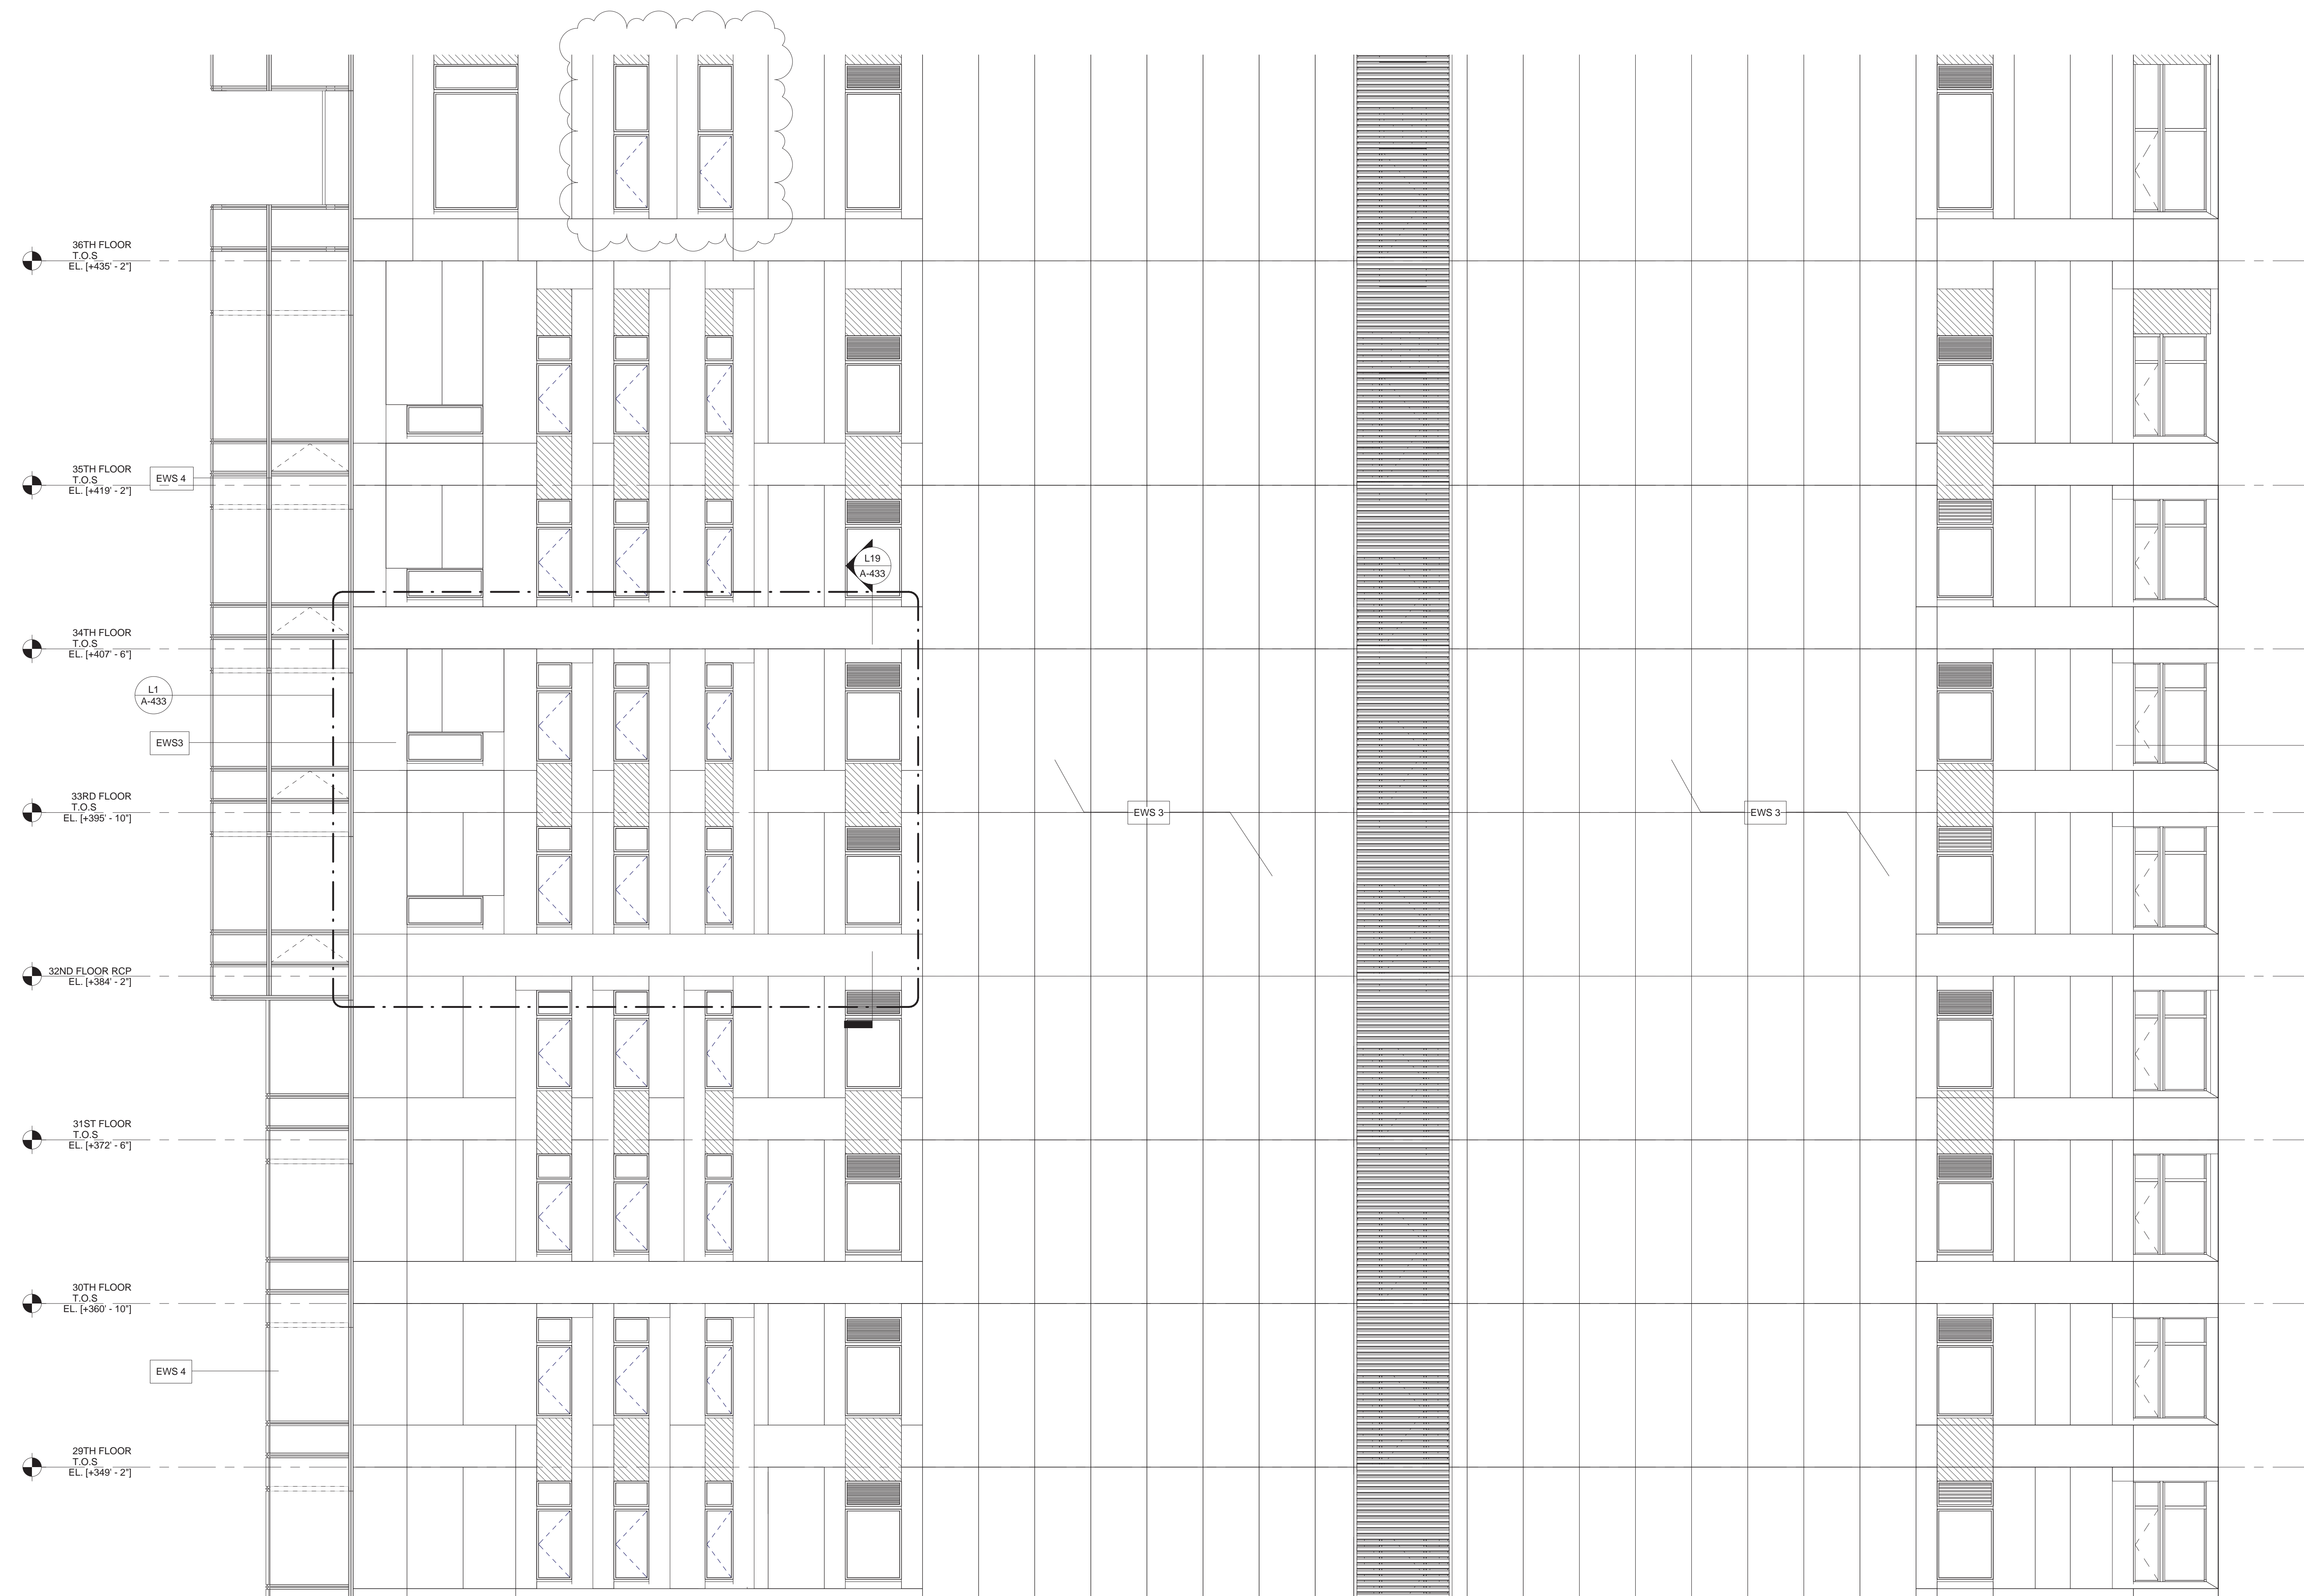 36TH FLOOR
T.O.S
EL. [+435' - 2"]
35TH FLOOR
T.O.S
EL. [+419' - 2"]
EWS 4
L19
A-433
34TH FLOOR
T.O.S
EL. [+407' - 6"]
L1
A-433
EWS3
33RD FLOOR
T.O.S
EL. [+395' - 10"]
EWS 3
EWS 3
32ND FLOOR RCP
EL. [+384' - 2"]
31ST FLOOR
T.O.S
EL. [+372' - 6"]
30TH FLOOR
T.O.S
EL. [+360' - 10"]
EWS 4
29TH FLOOR
T.O.S
EL. [+349' - 2"]